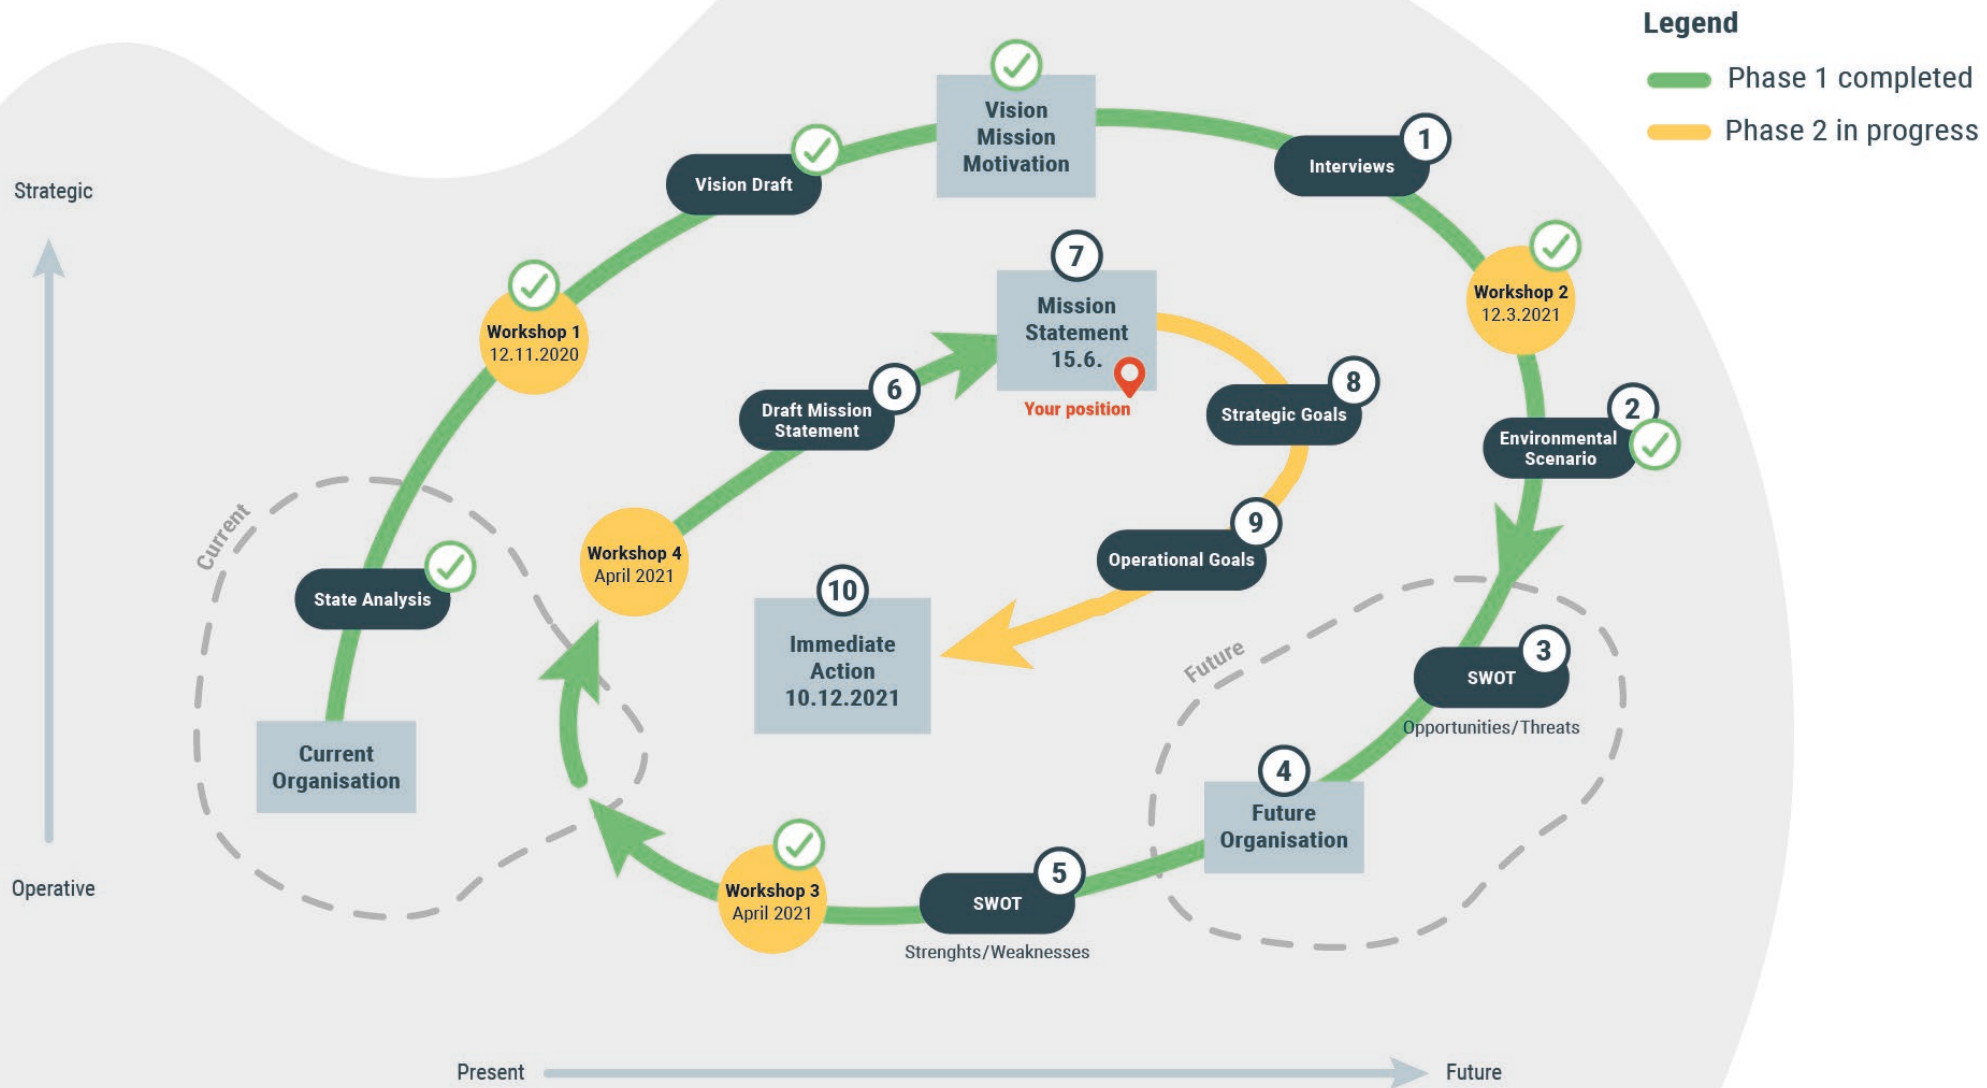 Legend
Phase 1 completed
Phase 2 in progress
Strategic
Operative
Present
Future
Current
Current
Organisation
State Analysis
Workshop 1
12.11.2020
Vision Draft
Vision
Mission
Motivation
1
Interviews
Workshop 2
12.3.2021
2
Environmental
Scenario
Future
3
SWOT
Opportunities/Threats
4
Future
Organisation
5
SWOT
Strenghts/Weaknesses
Workshop 3
April 2021
Workshop 4
April 2021
6
Draft Mission
Statement
7
Mission
Statement
15.6.
Your position
8
Strategic Goals
9
Operational Goals
10
Immediate
Action
10.12.2021